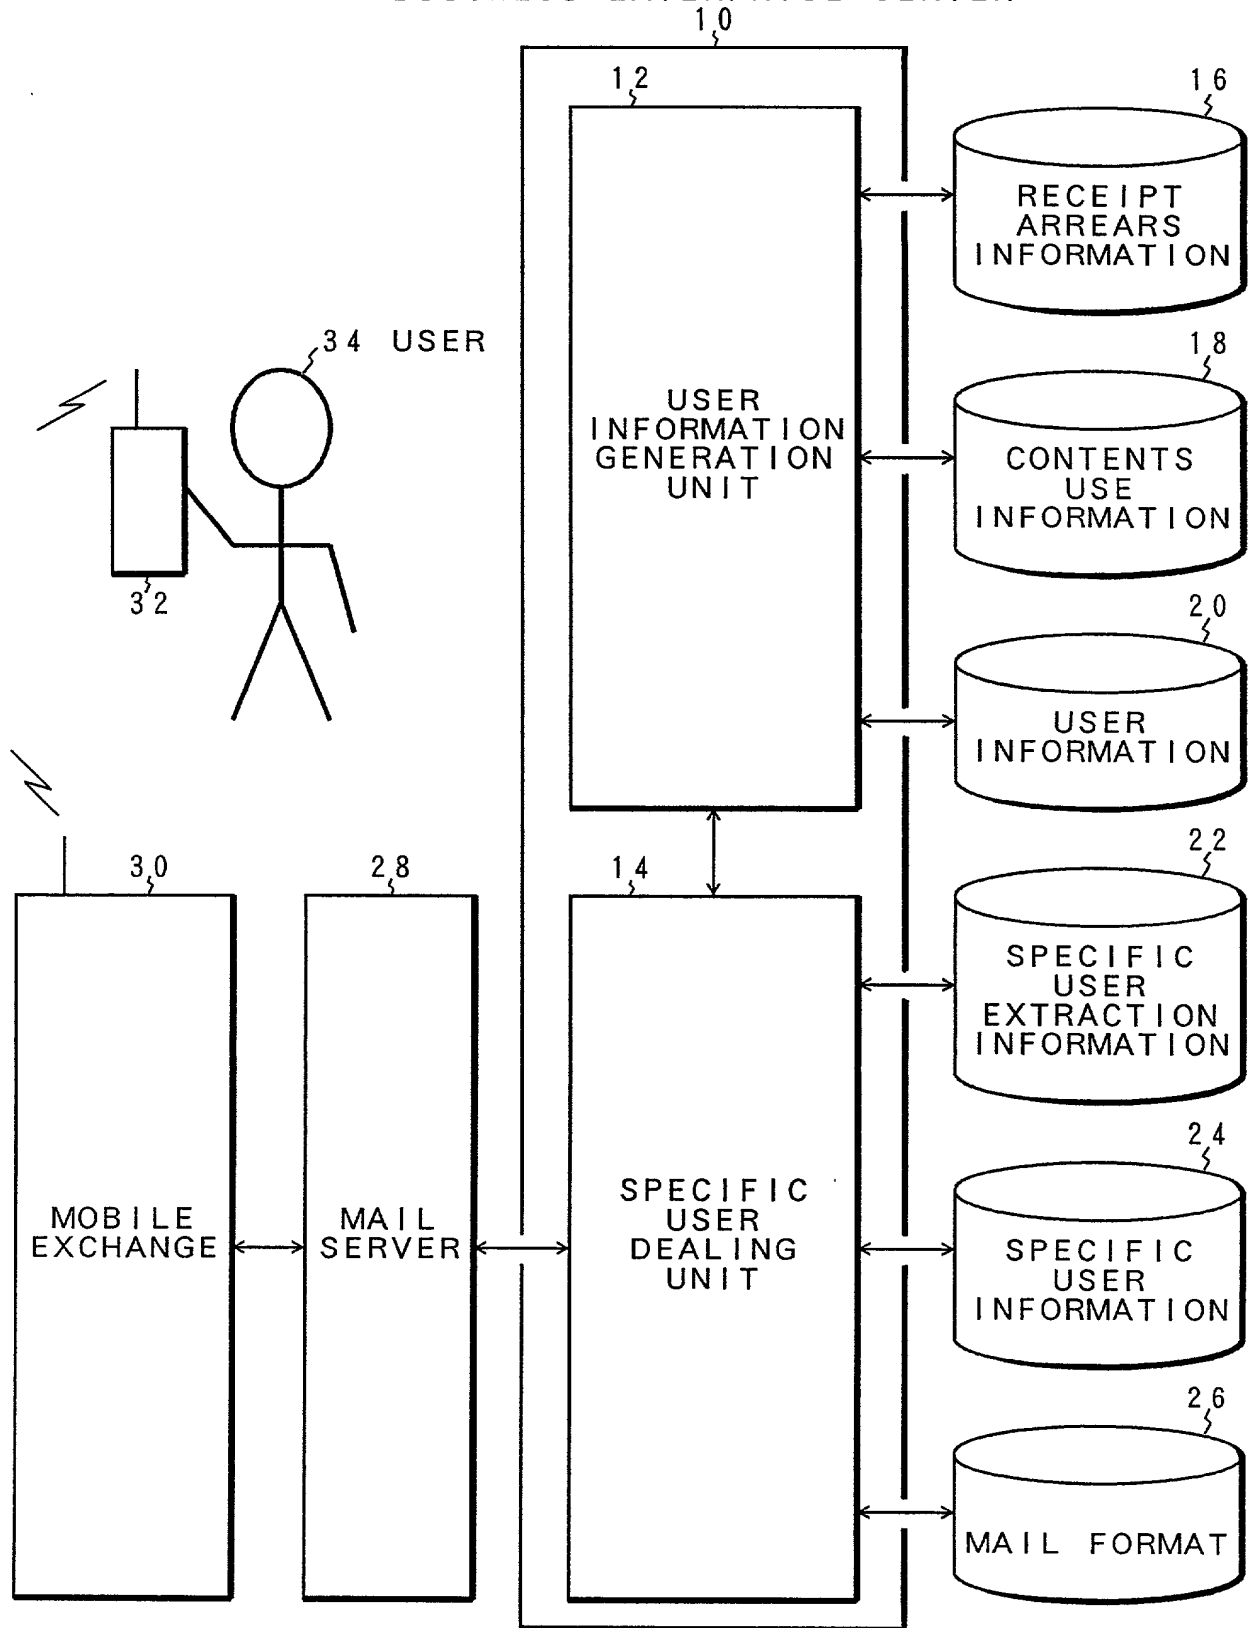 10
12
16
RECEIPT
ARREARS
INFORMATION
34 USER
18
USER
INFORMATION
GENERATION
UNIT
CONTENTS
USE
INFORMATION
32
20
USER
INFORMATION
30
28
14
22
SPECIFIC
USER
EXTRACTION
INFORMATION
24
MOBILE
EXCHANGE
MAIL
SERVER
SPECIFIC
USER
DEALING
UNIT
SPECIFIC
USER
INFORMATION
26
MAIL FORMAT